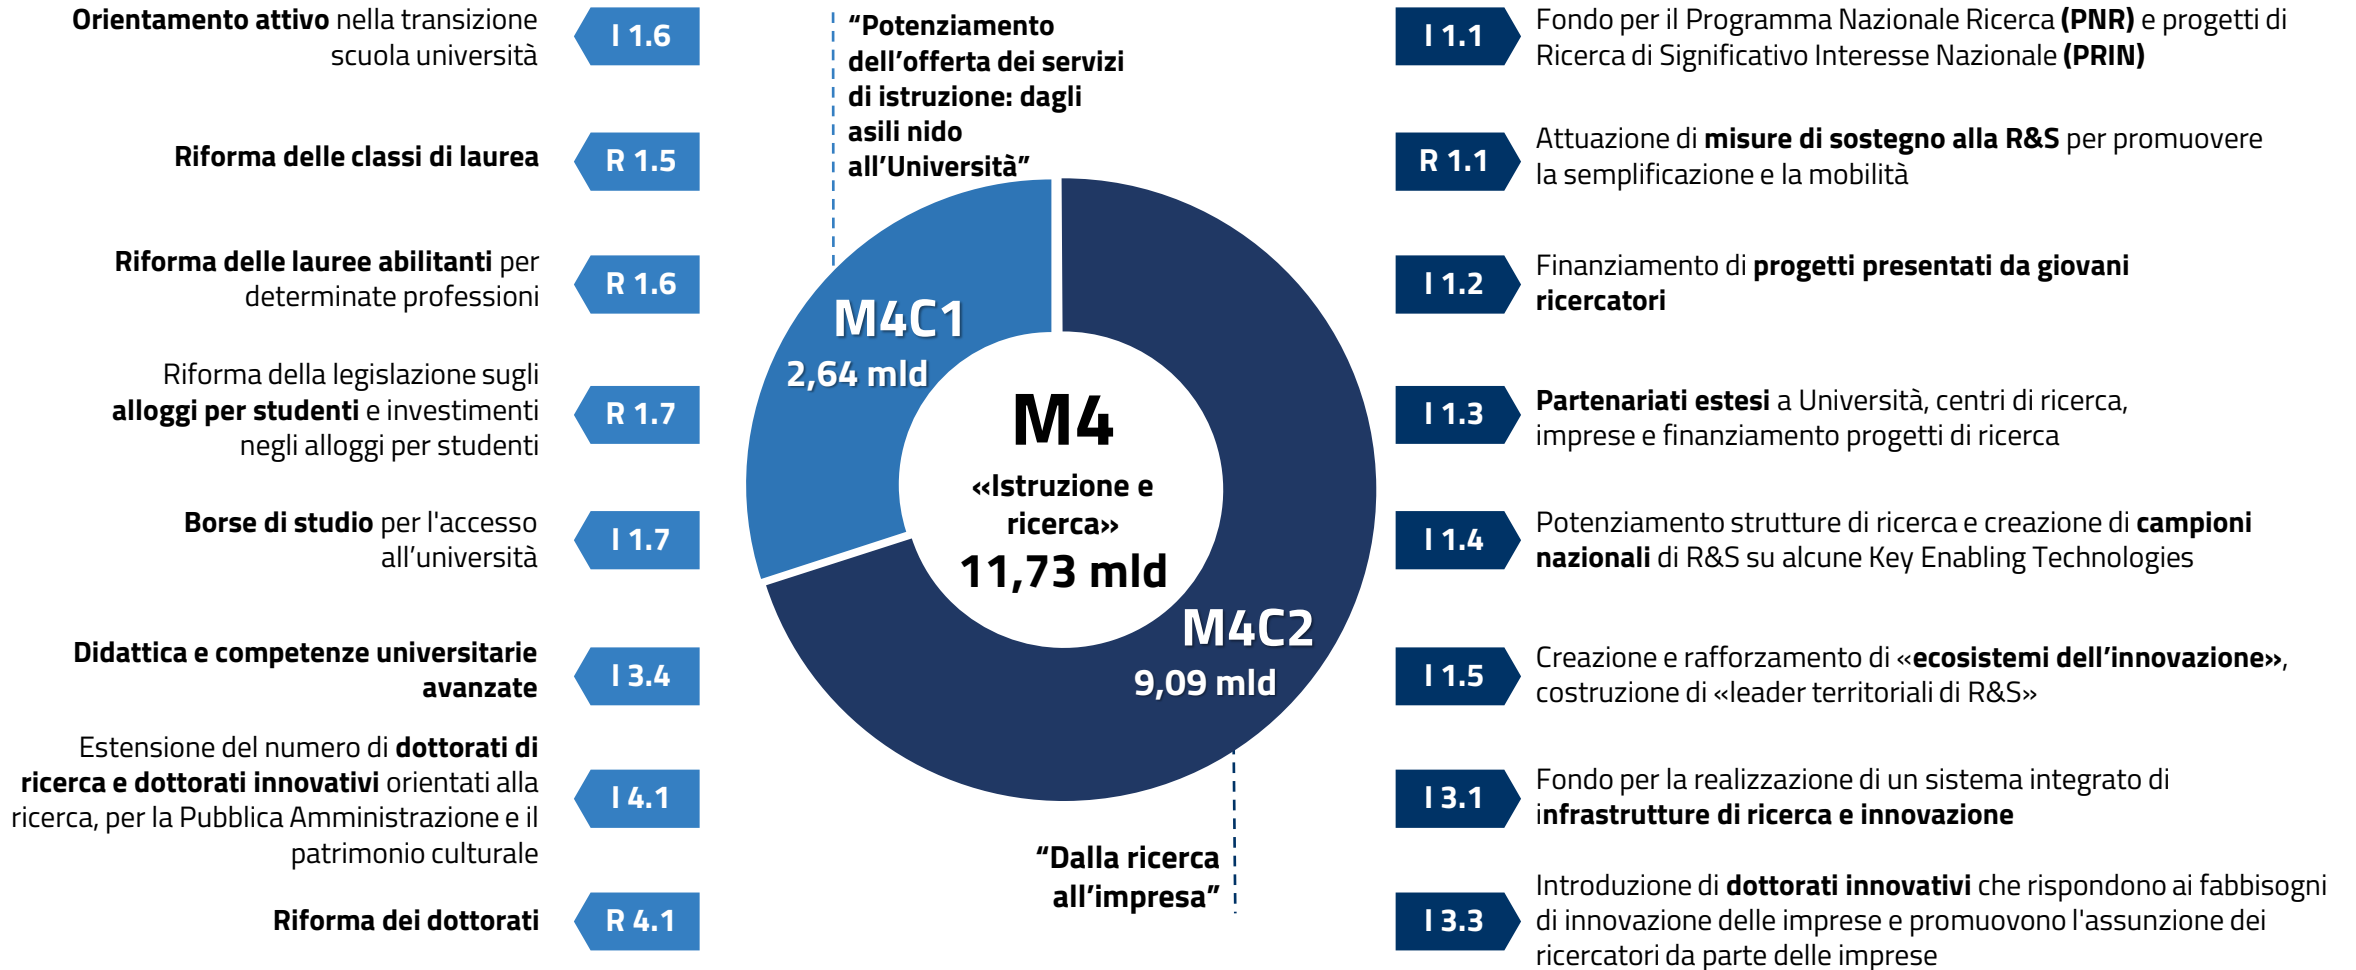 Orientamento attivo nella transizione
scuola università
I 1.6
Riforma delle classi di laurea
R 1.5
Riforma delle lauree abilitanti per
determinate professioni
R 1.6
Riforma della legislazione sugli
alloggi per studenti e investimenti
negli alloggi per studenti
R 1.7
Borse di studio per l'accesso
all’università
I 1.7
Didattica e competenze universitarie
avanzate
I 3.4
Estensione del numero di dottorati di
ricerca e dottorati innovativi orientati alla
ricerca, per la Pubblica Amministrazione e il
patrimonio culturale
I 4.1
Riforma dei dottorati
R 4.1
“Potenziamento
dell’offerta dei servizi
di istruzione: dagli
asili nido
all’Università”
M4C1
2,64 mld
M4
«Istruzione e
ricerca»
11,73 mld
M4C2
9,09 mld
“Dalla ricerca
all’impresa”
I 1.1
Fondo per il Programma Nazionale Ricerca (PNR) e progetti di
Ricerca di Significativo Interesse Nazionale (PRIN)
R 1.1
Attuazione di misure di sostegno alla R&S per promuovere
la semplificazione e la mobilità
I 1.2
Finanziamento di progetti presentati da giovani
ricercatori
I 1.3
Partenariati estesi a Università, centri di ricerca,
imprese e finanziamento progetti di ricerca
I 1.4
Potenziamento strutture di ricerca e creazione di campioni
nazionali di R&S su alcune Key Enabling Technologies
I 1.5
Creazione e rafforzamento di «ecosistemi dell’innovazione»,
costruzione di «leader territoriali di R&S»
I 3.1
Fondo per la realizzazione di un sistema integrato di
infrastrutture di ricerca e innovazione
I 3.3
Introduzione di dottorati innovativi che rispondono ai fabbisogni
di innovazione delle imprese e promuovono l'assunzione dei
ricercatori da parte delle imprese